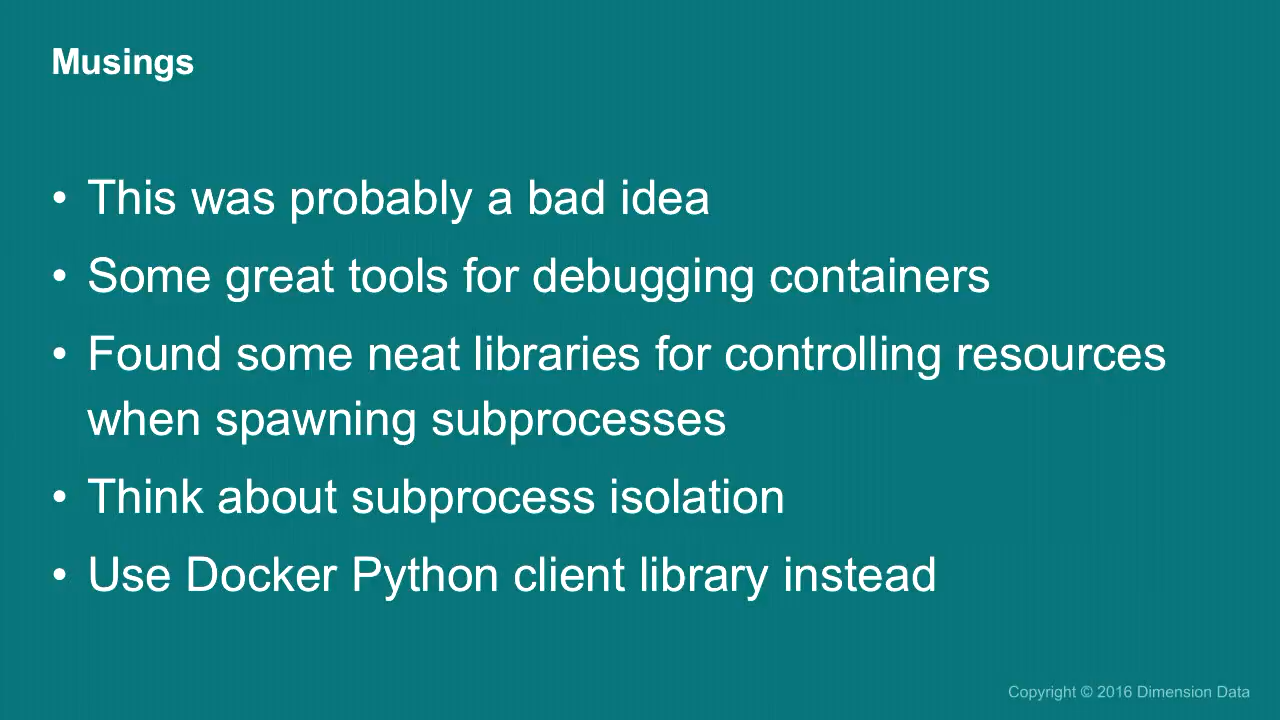 Musings
• This was probably a bad idea
• Some great tools for debugging containers
• Found some neat libraries for controlling resources
when spawning subprocesses
• Think about subprocess isolation
• Use Docker Python client library instead
Copyright © 2016 Dimension Data